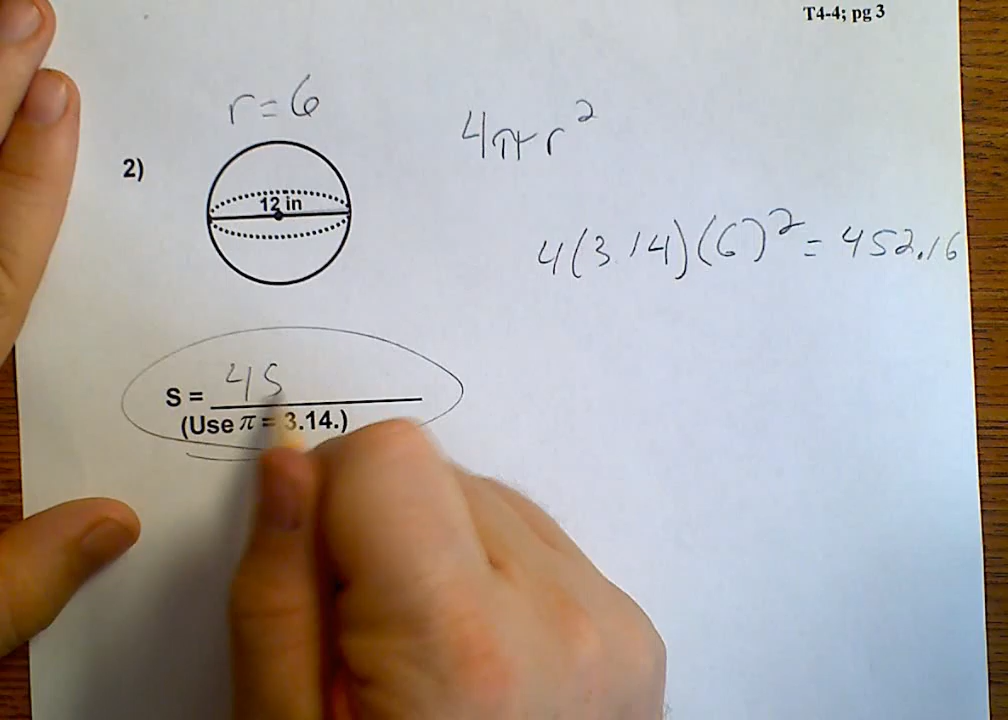 T4-4; pg 3
r = 6
4πr²
2)
12 in
4(3.14)(6)² = 452.16
S = 45
(Use π = 3.14.)